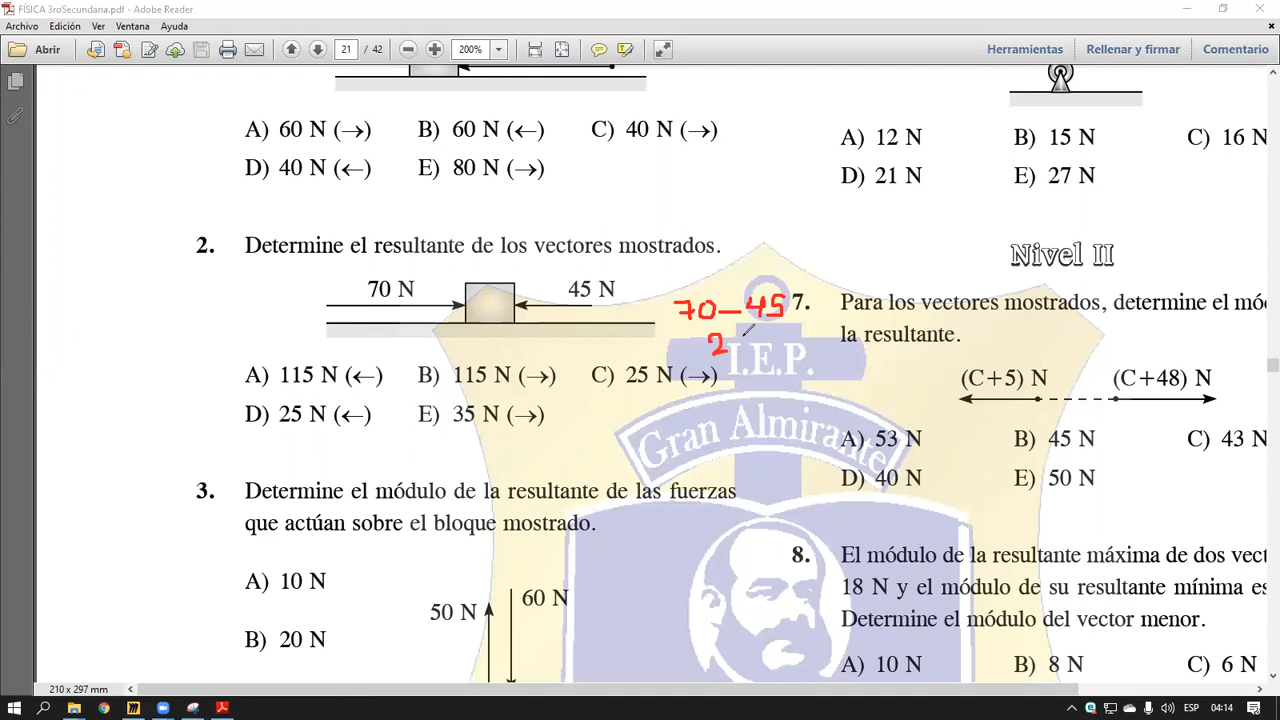 FÍSICA 3roSecundaria.pdf - Adobe Reader
Archivo Edición Ver Ventana Ayuda
Abrir 21 / 42 200% Herramientas Rellenar y firmar Comentario
A) 60 N (→) B) 60 N (←) C) 40 N (→)
D) 40 N (←) E) 80 N (→)
2. Determine el resultante de los vectores mostrados.
70 N 45 N
70 - 45
2
A) 115 N (←) B) 115 N (→) C) 25 N (→)
D) 25 N (←) E) 35 N (→)
3. Determine el módulo de la resultante de las fuerzas
que actúan sobre el bloque mostrado.
A) 10 N
50 N 60 N
B) 20 N
A) 12 N B) 15 N C) 16 N
D) 21 N E) 27 N
Nivel II
7. Para los vectores mostrados, determine el mó
la resultante.
(C+5) N (C+48) N
A) 53 N B) 45 N C) 43 N
D) 40 N E) 50 N
8. El módulo de la resultante máxima de dos vect
18 N y el módulo de su resultante mínima es
Determine el módulo del vector menor.
A) 10 N B) 8 N C) 6 N
I.E.P.
Gran Almirante
210 x 297 mm
ESP 04:14